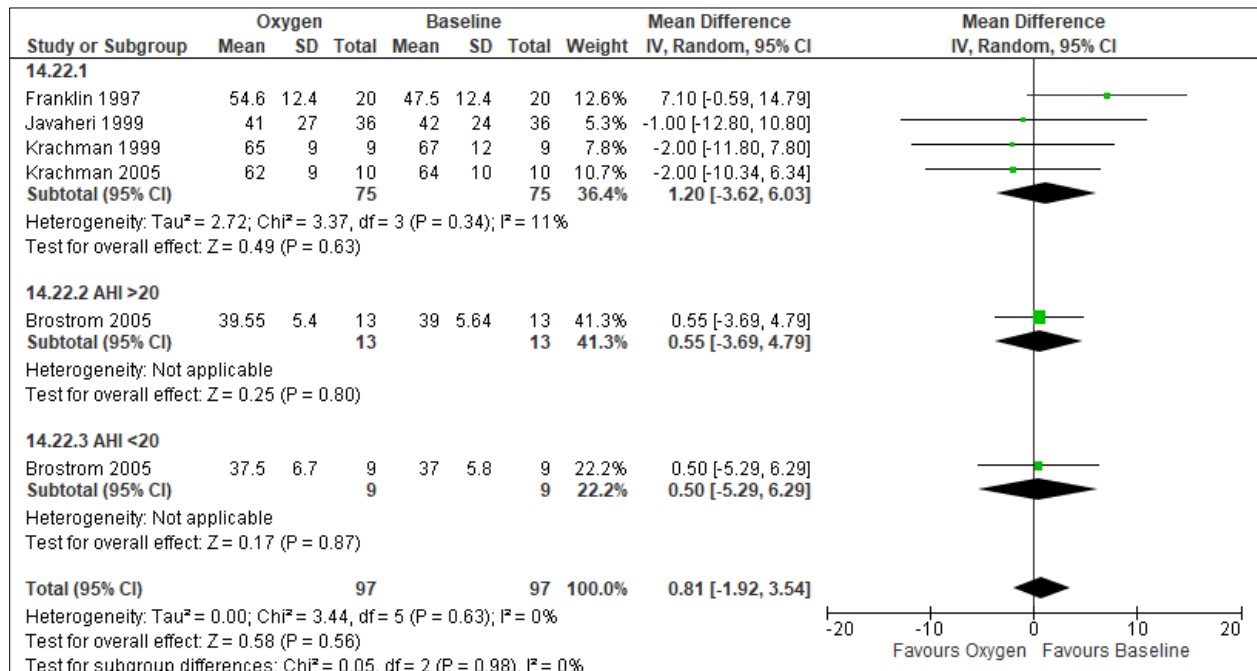 Oxygen Baseline Mean Difference Mean Difference
Study or Subgroup Mean SD Total Mean SD Total Weight IV, Random, 95% CI IV, Random, 95% CI
14.22.1
Franklin 1997 54.6 12.4 20 47.5 12.4 20 12.6% 7.10 [-0.59, 14.79]
Javaheri 1999 41 27 36 42 24 36 5.3% -1.00 [-12.80, 10.80]
Krachman 1999 65 9 9 67 12 9 7.8% -2.00 [-11.80, 7.80]
Krachman 2005 62 9 10 64 10 10 10.7% -2.00 [-10.34, 6.34]
Subtotal (95% CI) 75 75 36.4% 1.20 [-3.62, 6.03]
Heterogeneity: Tau² = 2.72; Chi² = 3.37, df = 3 (P = 0.34); I² = 11%
Test for overall effect: Z = 0.49 (P = 0.63)
14.22.2 AHI >20
Brostrom 2005 39.55 5.4 13 39 5.64 13 41.3% 0.55 [-3.69, 4.79]
Subtotal (95% CI) 13 13 41.3% 0.55 [-3.69, 4.79]
Heterogeneity: Not applicable
Test for overall effect: Z = 0.25 (P = 0.80)
14.22.3 AHI <20
Brostrom 2005 37.5 6.7 9 37 5.8 9 22.2% 0.50 [-5.29, 6.29]
Subtotal (95% CI) 9 9 22.2% 0.50 [-5.29, 6.29]
Heterogeneity: Not applicable
Test for overall effect: Z = 0.17 (P = 0.87)
Total (95% CI) 97 97 100.0% 0.81 [-1.92, 3.54]
Heterogeneity: Tau² = 0.00; Chi² = 3.44, df = 5 (P = 0.63); I² = 0%
Test for overall effect: Z = 0.58 (P = 0.56)
Test for subgroup differences: Chi² = 0.05, df = 2 (P = 0.98), I² = 0%
-20 -10 0 10 20
Favours Oxygen Favours Baseline